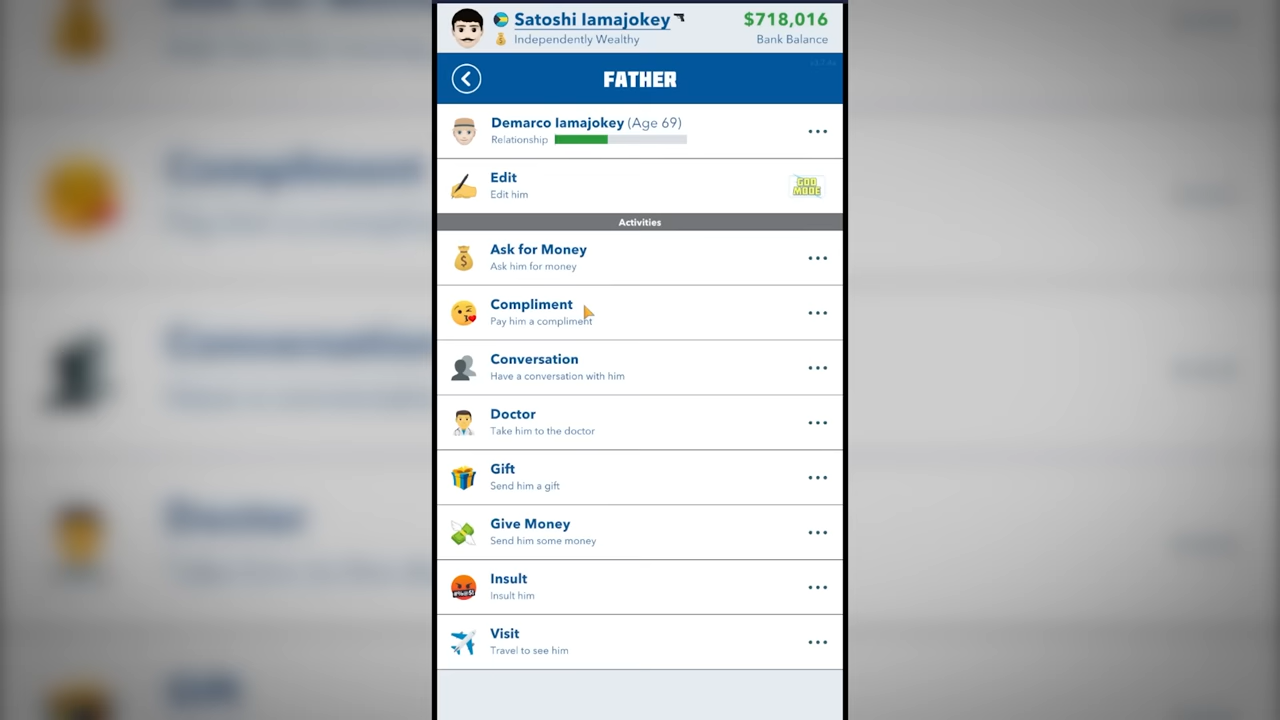 Satoshi Iamajokey
$718,016
Independently Wealthy
Bank Balance
FATHER
Demarco Iamajokey (Age 69)
Relationship
Edit
Edit him
GOD
MODE
Activities
Ask for Money
Ask him for money
Compliment
Pay him a compliment
Conversation
Have a conversation with him
Doctor
Take him to the doctor
Gift
Send him a gift
Give Money
Send him some money
Insult
Insult him
Visit
Travel to see him